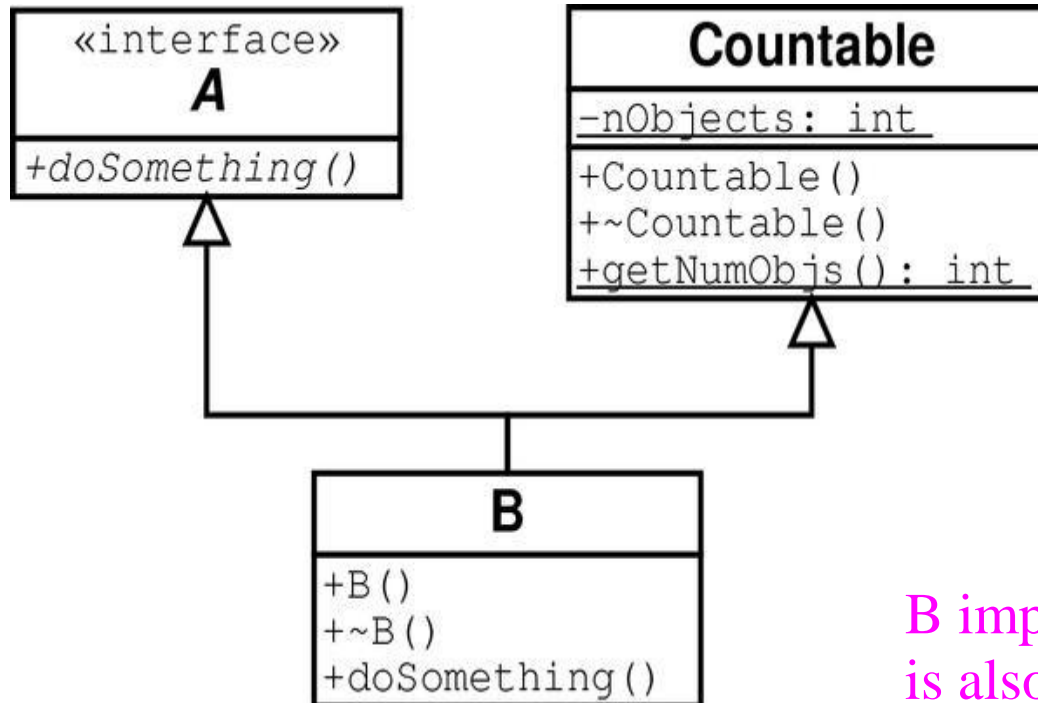 «interface»
A
+doSomething()
Countable
-nObjects: int
+Countable()
+~Countable()
+getNumObjs(): int
B
+B()
+~B()
+doSomething()
B imp
is also